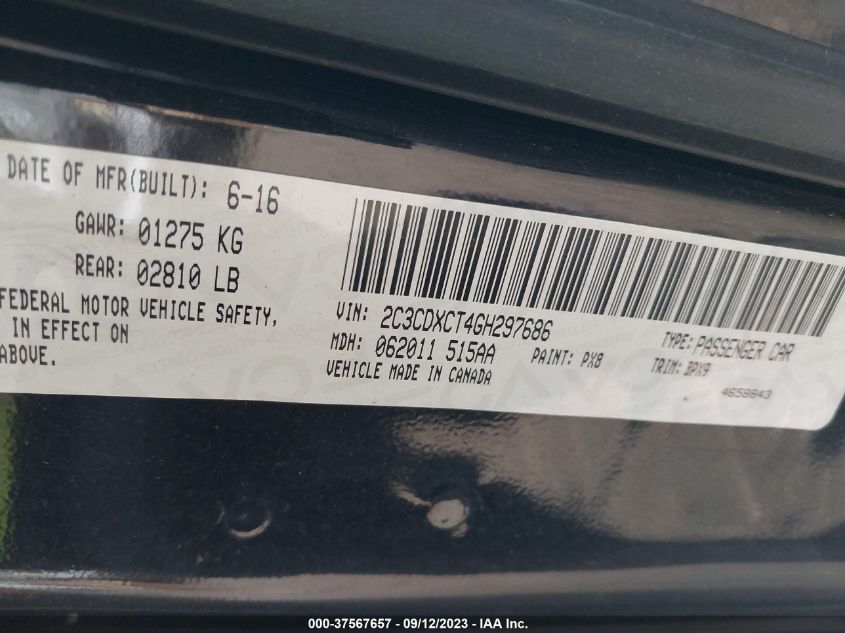 DATE OF MFR(BUILT): 6-16
GAWR: 01275 KG
REAR: 02810 LB
FEDERAL MOTOR VEHICLE SAFETY,
IN EFFECT ON
ABOVE.
VIN: 2C3CDXCT4GH297686
TYPE: PASSENGER CAR
MDH: 062011 515AA
PAINT: PX8
TRIM: BPX9
VEHICLE MADE IN CANADA
4658843
000-37567657 - 09/12/2023 - IAA Inc.